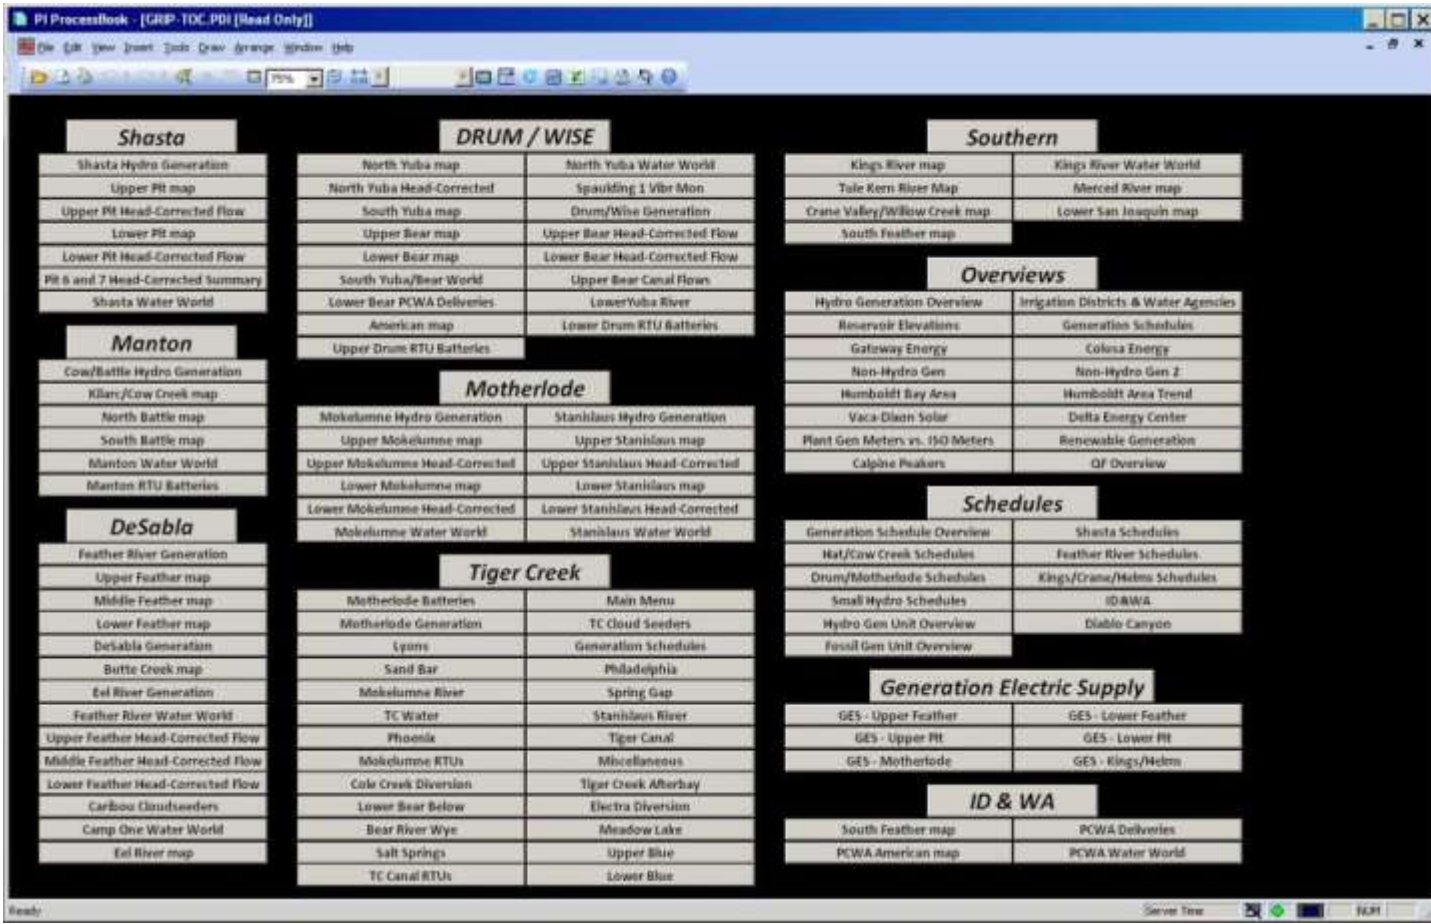 PI ProcessBook - [GRIP-TOC.PDI [Read Only]]
File Edit View Insert Tools Draw Arrange Window Help
75%
Shasta
Shasta Hydro Generation
Upper Pit map
Upper Pit Head-Corrected Flow
Lower Pit map
Lower Pit Head-Corrected Flow
Pit 6 and 7 Head-Corrected Summary
Shasta Water World
Manton
Cow/Battle Hydro Generation
Kilarc/Cow Creek map
North Battle map
South Battle map
Manton Water World
Manton RTU Batteries
DeSabla
Feather River Generation
Upper Feather map
Middle Feather map
Lower Feather map
DeSabla Generation
Butte Creek map
Eel River Generation
Feather River Water World
Upper Feather Head-Corrected Flow
Middle Feather Head-Corrected Flow
Lower Feather Head-Corrected Flow
Caribou Cloudseeders
Camp One Water World
Eel River map
DRUM / WISE
North Yuba map North Yuba Water World
North Yuba Head-Corrected Spaulding 1 Vibr Mon
South Yuba map Drum/Wise Generation
Upper Bear map Upper Bear Head-Corrected Flow
Lower Bear map Lower Bear Head-Corrected Flow
South Yuba/Bear World Upper Bear Canal Flows
Lower Bear PCWA Deliveries LowerYuba River
American map Lower Drum RTU Batteries
Upper Drum RTU Batteries
Motherlode
Mokelumne Hydro Generation Stanislaus Hydro Generation
Upper Mokelumne map Upper Stanislaus map
Upper Mokelumne Head-Corrected Upper Stanislaus Head-Corrected
Lower Mokelumne map Lower Stanislaus map
Lower Mokelumne Head-Corrected Lower Stanislaus Head-Corrected
Mokelumne Water World Stanislaus Water World
Tiger Creek
Motherlode Batteries Main Menu
Motherlode Generation TC Cloud Seeders
Lyons Generation Schedules
Sand Bar Philadelphia
Mokelumne River Spring Gap
TC Water Stanislaus River
Phoenix Tiger Canal
Mokelumne RTUs Miscellaneous
Cole Creek Diversion Tiger Creek Afterbay
Lower Bear Below Electra Diversion
Bear River Wye Meadow Lake
Salt Springs Upper Blue
TC Canal RTUs Lower Blue
Southern
Kings River map Kings River Water World
Tule Kern River Map Merced River map
Crane Valley/Willow Creek map Lower San Joaquin map
South Feather map
Overviews
Hydro Generation Overview Irrigation Districts & Water Agencies
Reservoir Elevations Generation Schedules
Gateway Energy Colusa Energy
Non-Hydro Gen Non-Hydro Gen 2
Humboldt Bay Area Humboldt Area Trend
Vaca-Dixon Solar Delta Energy Center
Plant Gen Meters vs. ISO Meters Renewable Generation
Calpine Peakers QF Overview
Schedules
Generation Schedule Overview Shasta Schedules
Hat/Cow Creek Schedules Feather River Schedules
Drum/Motherlode Schedules Kings/Crane/Helms Schedules
Small Hydro Schedules ID&WA
Hydro Gen Unit Overview Diablo Canyon
Fossil Gen Unit Overview
Generation Electric Supply
GES - Upper Feather GES - Lower Feather
GES - Upper Pit GES - Lower Pit
GES - Motherlode GES - Kings/Helms
ID & WA
South Feather map PCWA Deliveries
PCWA American map PCWA Water World
Ready Server Time NUM